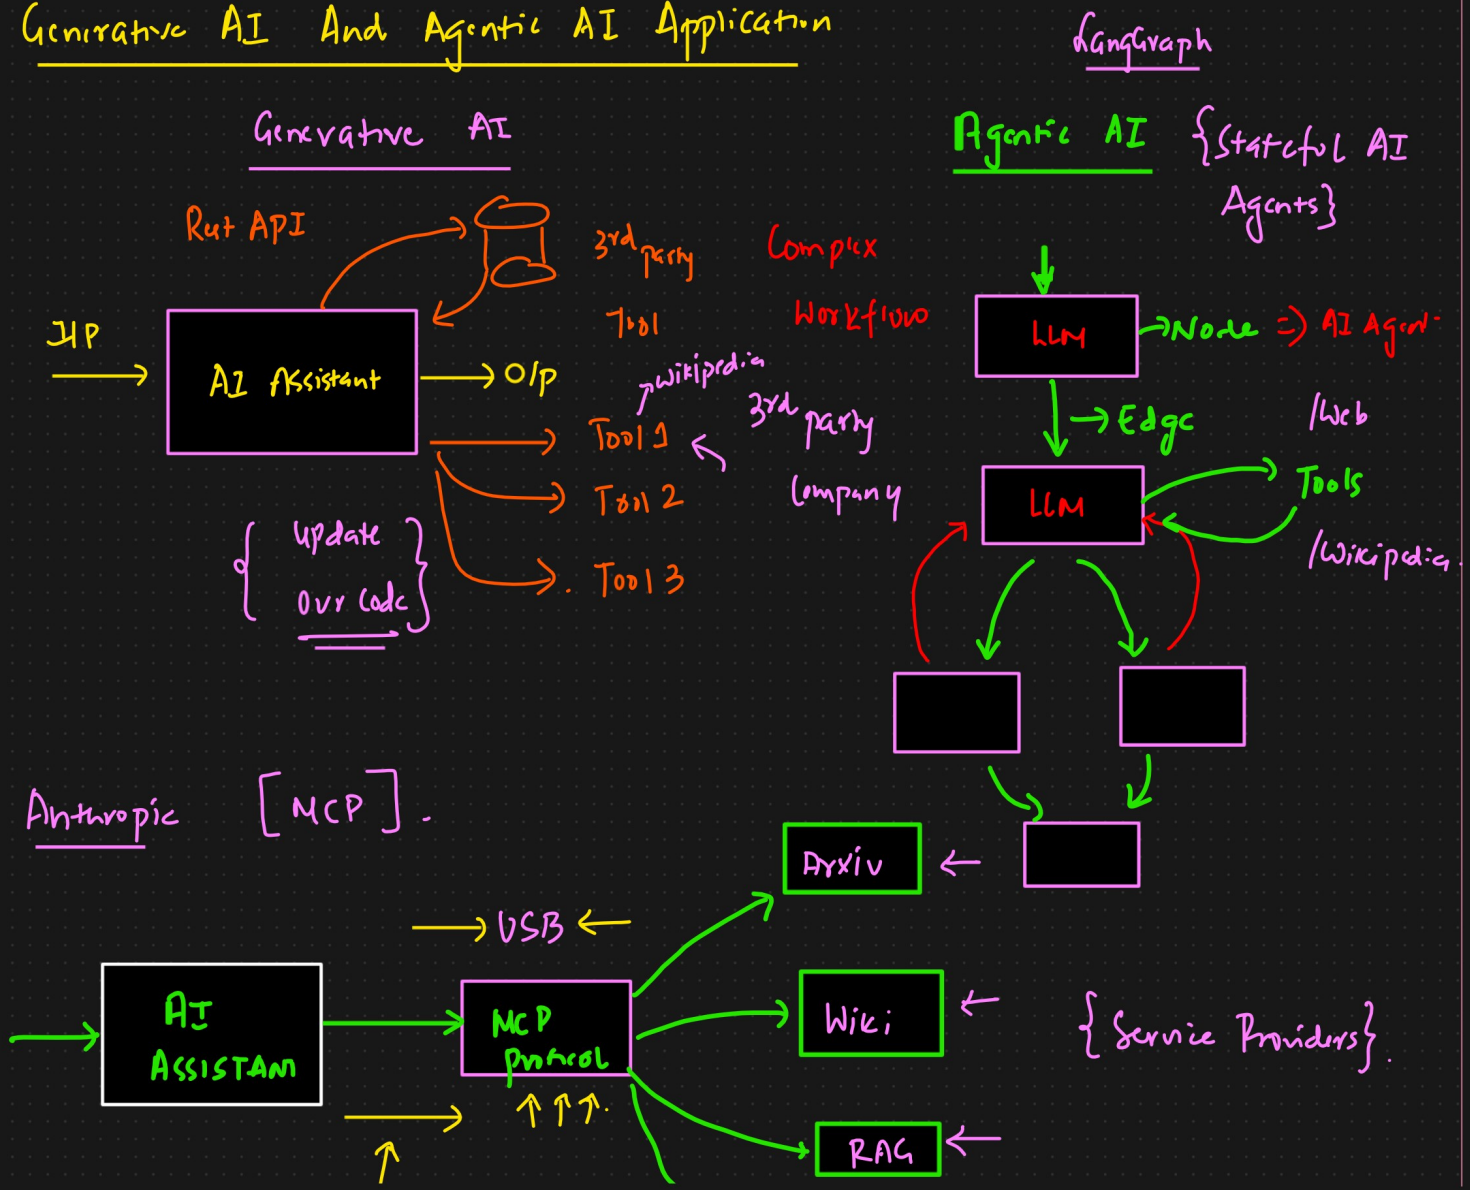 Generative AI And Agentic AI Application
LangGraph
Generative AI
Agentic AI
{Stateful AI
Agents}
Rest API
3rd party
Tool
Complex
Workflow
I/P
AI Assistant
O/p
LLM
Node => AI Agent
wikipedia
Tool 1
3rd party
Company
Edge
/Web
LLM
Tools
Tool 2
/Wikipedia.
{ update
our code }
Tool 3
Anthropic
[MCP].
Arxiv
USB
AI
ASSISTANT
MCP
protocol
Wiki
{Service Providers}.
RAG